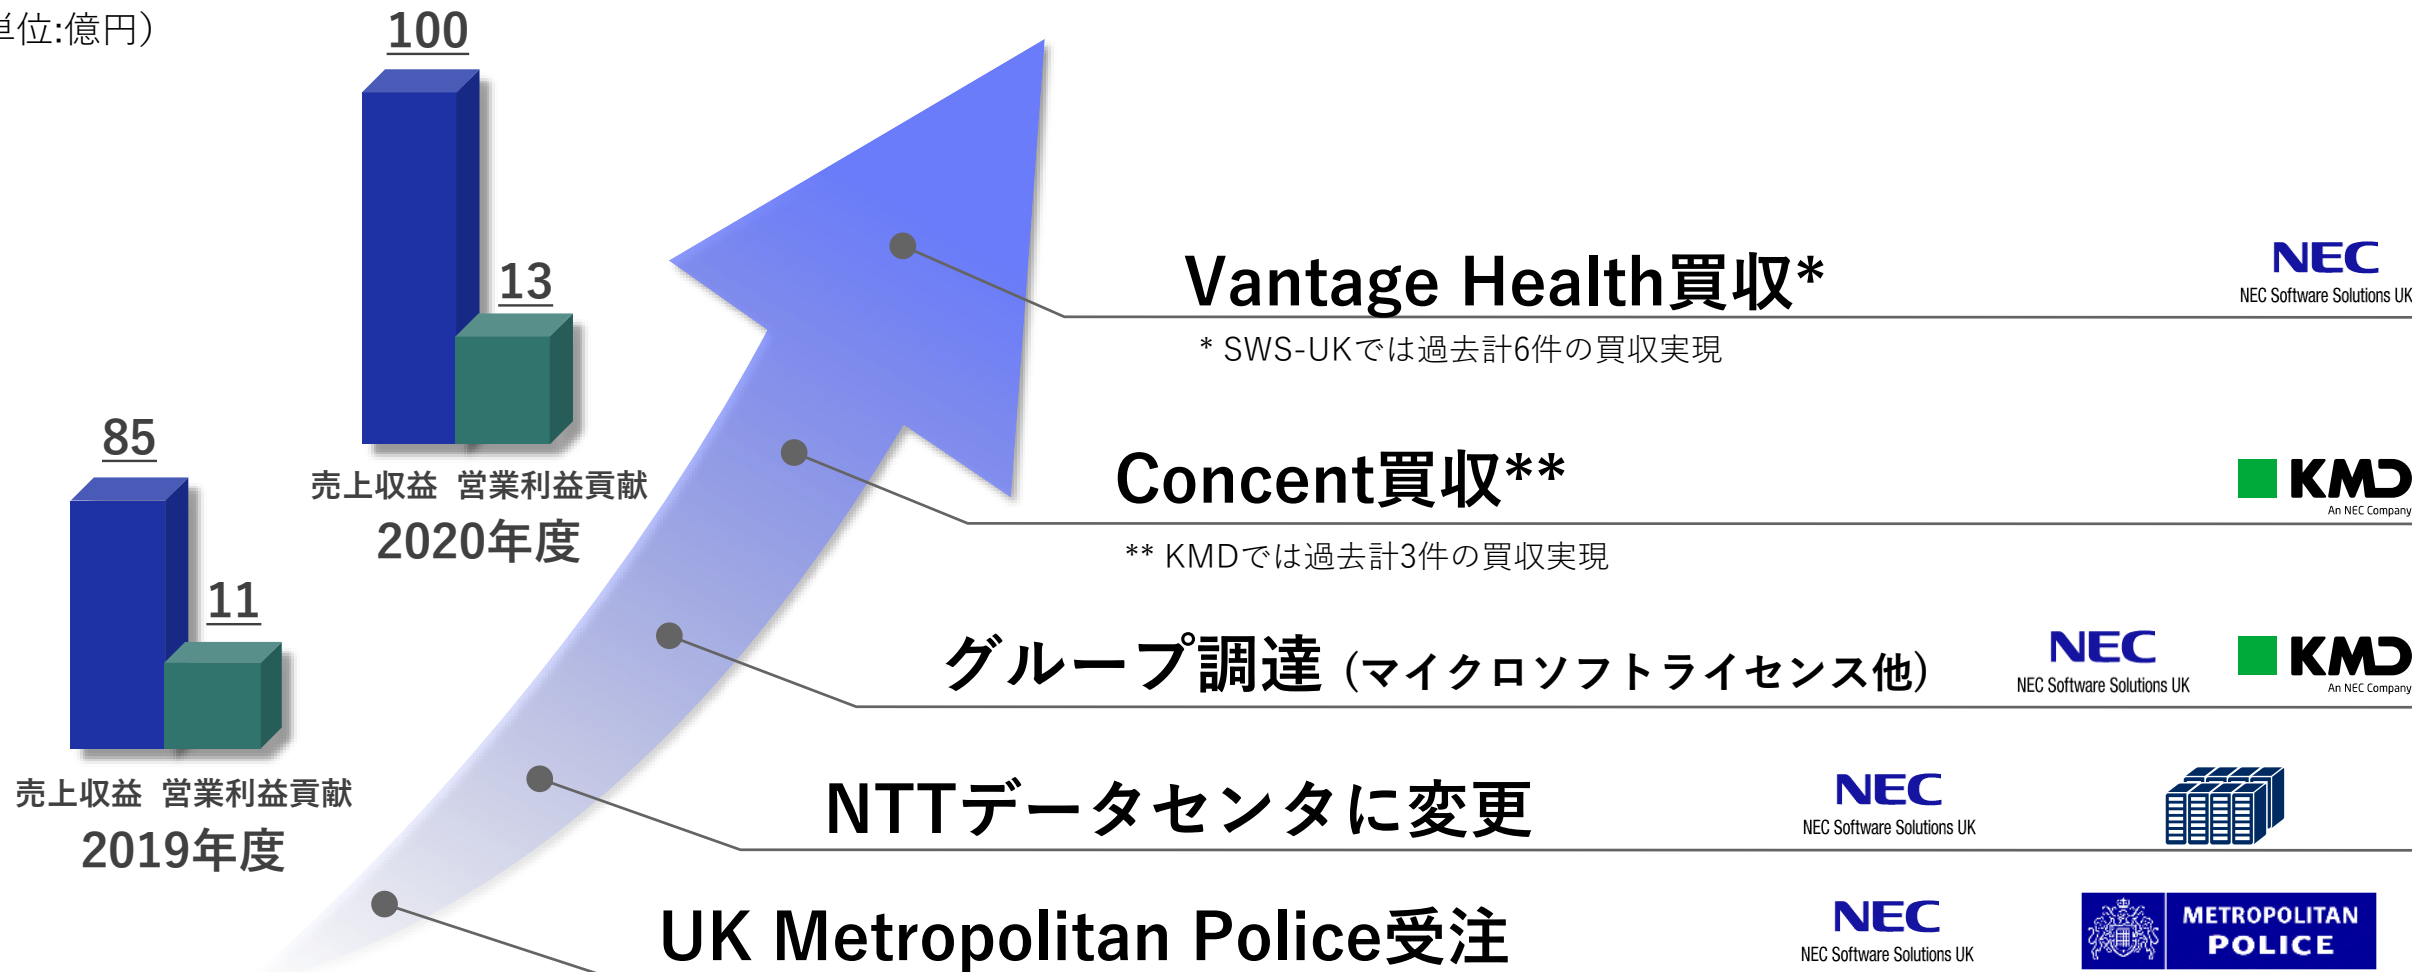 単位:億円）
100
13
85
11
売上収益 営業利益貢献
2020年度
売上収益 営業利益貢献
2019年度
Vantage Health買収*
NEC
NEC Software Solutions UK
* SWS-UKでは過去計6件の買収実現
Concent買収**
KMD
An NEC Company
** KMDでは過去計3件の買収実現
グループ調達 (マイクロソフトライセンス他)
NEC
NEC Software Solutions UK
KMD
An NEC Company
NTTデータセンタに変更
NEC
NEC Software Solutions UK
UK Metropolitan Police受注
NEC
NEC Software Solutions UK
METROPOLITAN
POLICE